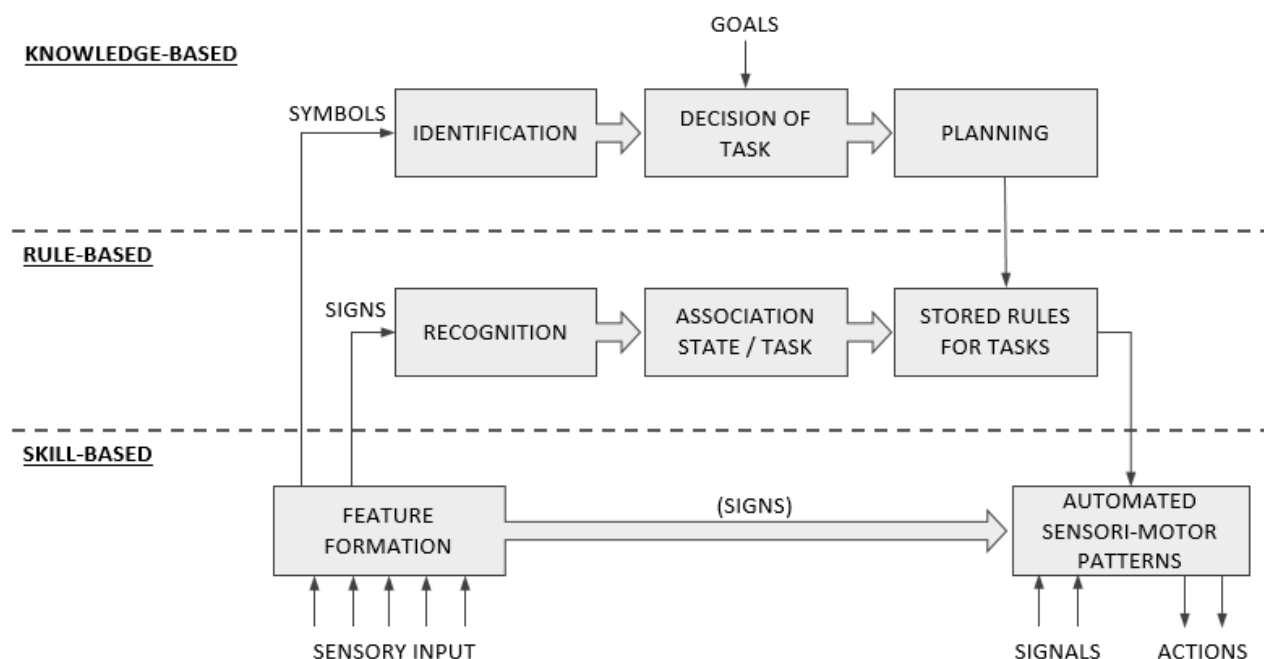 GOALS
KNOWLEDGE-BASED
SYMBOLS
IDENTIFICATION
DECISION OF
TASK
PLANNING
RULE-BASED
SIGNS
RECOGNITION
ASSOCIATION
STATE / TASK
STORED RULES
FOR TASKS
SKILL-BASED
FEATURE
FORMATION
(SIGNS)
AUTOMATED
SENSORI-MOTOR
PATTERNS
SENSORY INPUT
SIGNALS
ACTIONS